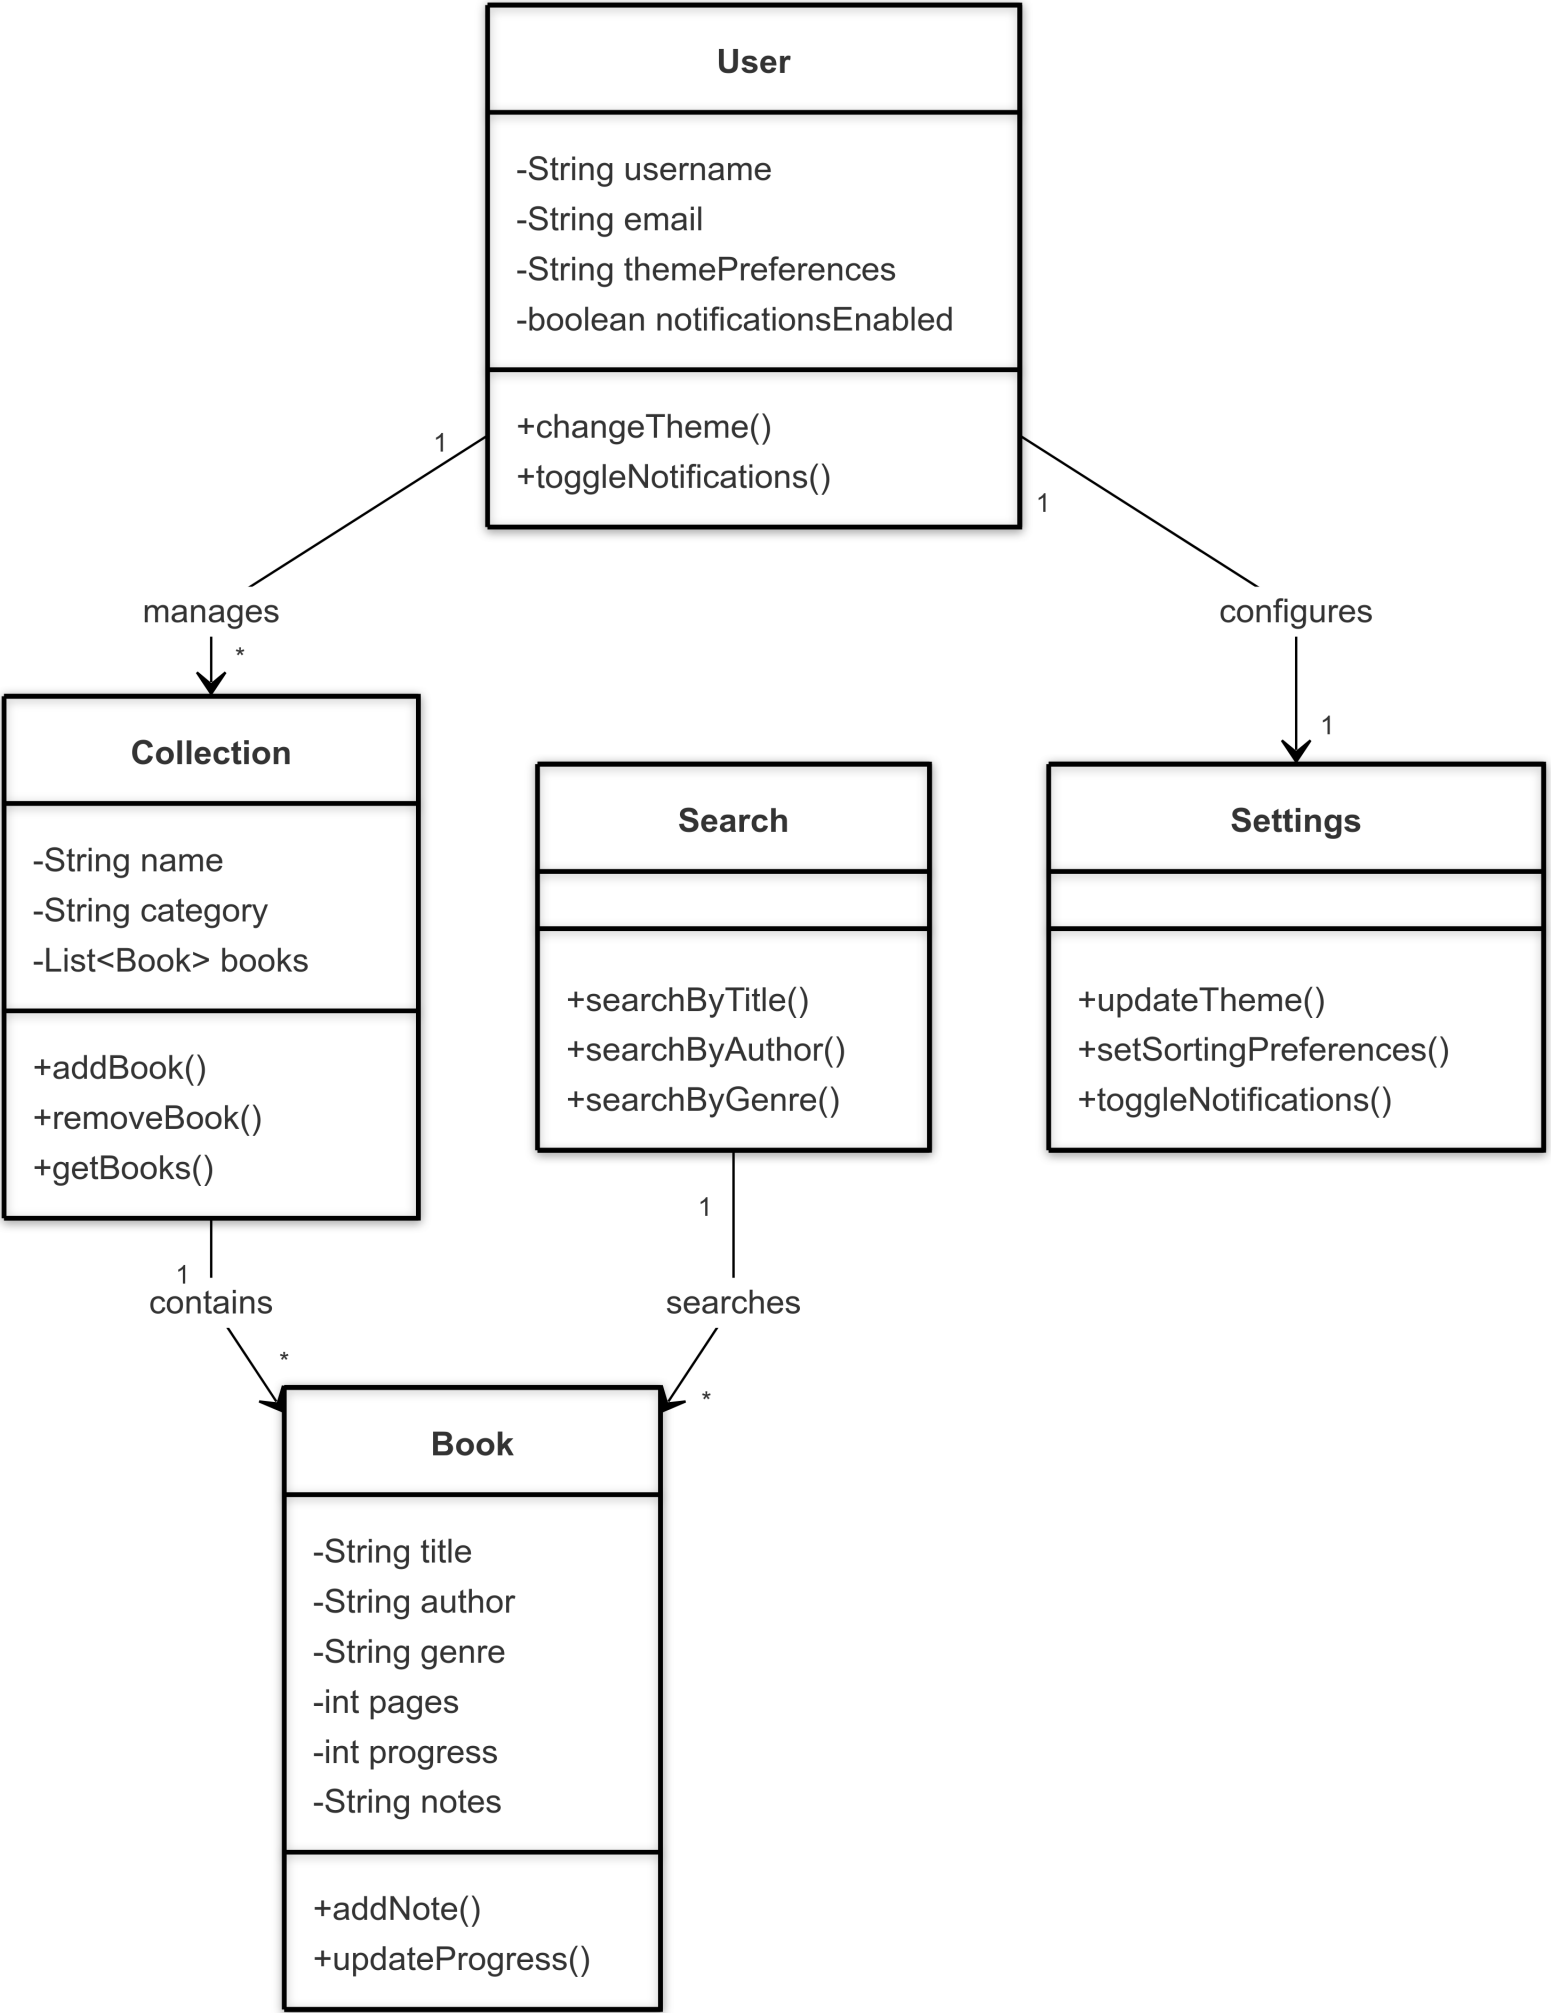 User
-String username
-String email
-String themePreferences
-boolean notificationsEnabled
+changeTheme()
+toggleNotifications()
1
1
manages
configures
*
1
Collection
-String name
-String category
-List<Book> books
+addBook()
+removeBook()
+getBooks()
Search
+searchByTitle()
+searchByAuthor()
+searchByGenre()
Settings
+updateTheme()
+setSortingPreferences()
+toggleNotifications()
1
1
contains
searches
*
*
Book
-String title
-String author
-String genre
-int pages
-int progress
-String notes
+addNote()
+updateProgress()